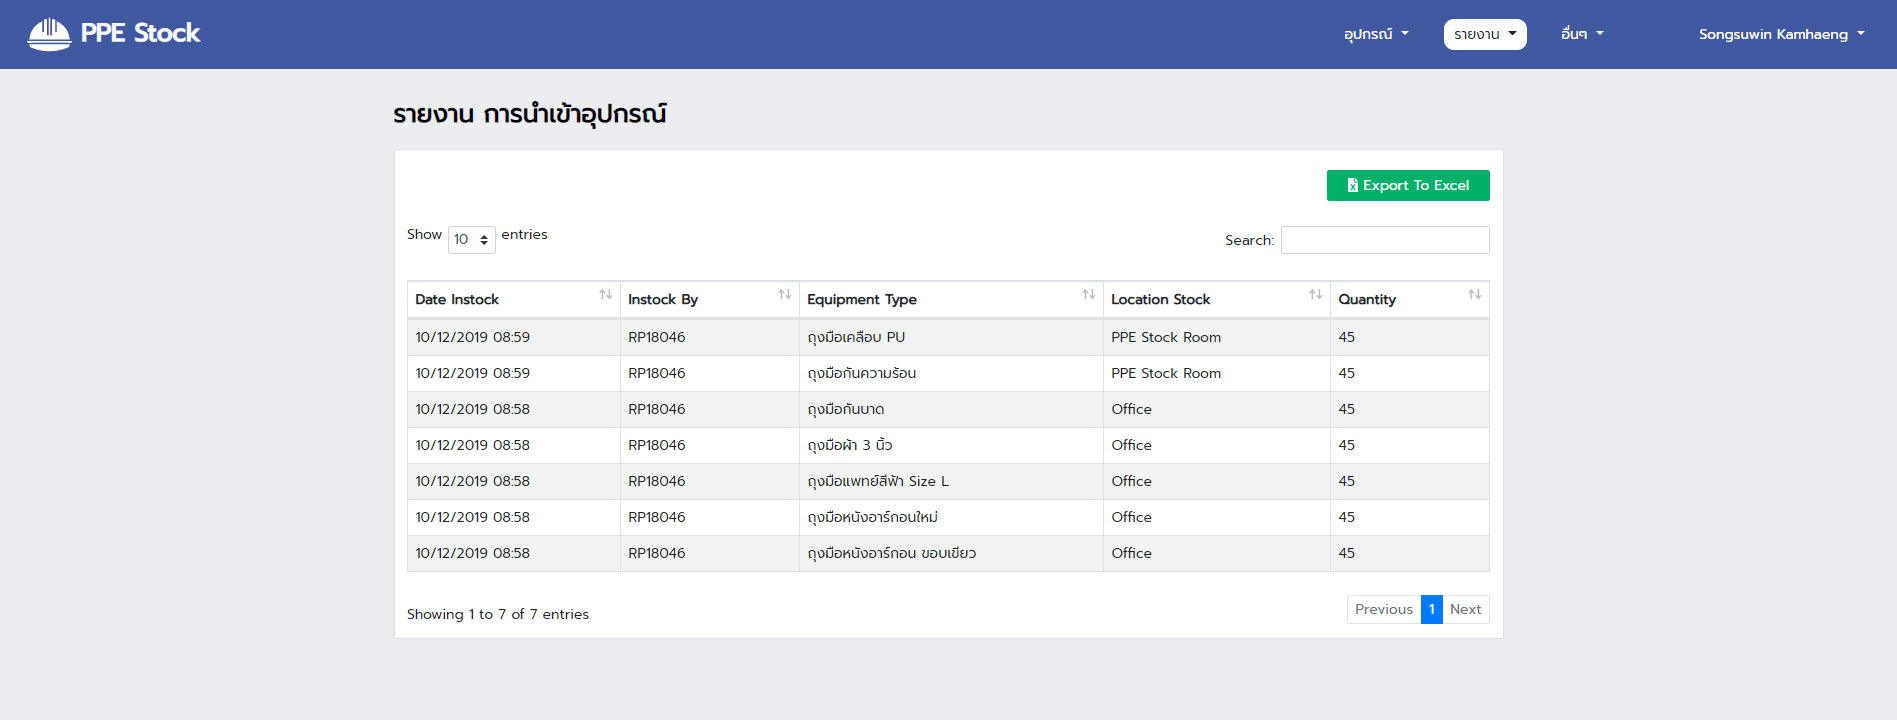 PPE Stock อุปกรณ์ รายงาน อื่นๆ Songsuwin Kamhaeng
รายงาน การนำเข้าอุปกรณ์
Export To Excel
Show 10 entries Search:
Date Instock Instock By Equipment Type Location Stock Quantity
10/12/2019 08:59 RP18046 ถุงมือเคลือบ PU PPE Stock Room 45
10/12/2019 08:59 RP18046 ถุงมือกันความร้อน PPE Stock Room 45
10/12/2019 08:58 RP18046 ถุงมือกันบาด Office 45
10/12/2019 08:58 RP18046 ถุงมือผ้า 3 นิ้ว Office 45
10/12/2019 08:58 RP18046 ถุงมือแพทย์สีฟ้า Size L Office 45
10/12/2019 08:58 RP18046 ถุงมือหนังอาร์กอนใหม่ Office 45
10/12/2019 08:58 RP18046 ถุงมือหนังอาร์กอน ขอบเขียว Office 45
Showing 1 to 7 of 7 entries Previous 1 Next